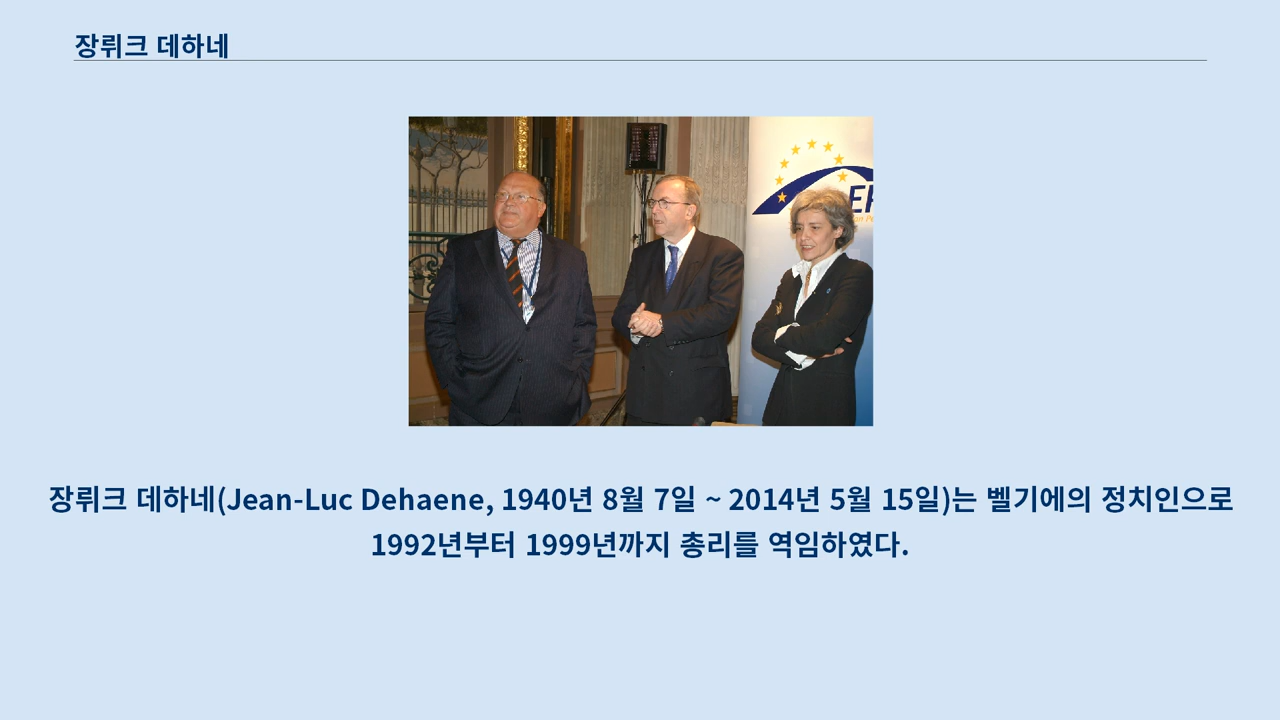 장뤼크 데하네
장뤼크 데하네(Jean-Luc Dehaene, 1940년 8월 7일 ~ 2014년 5월 15일)는 벨기에의 정치인으로
1992년부터 1999년까지 총리를 역임하였다.